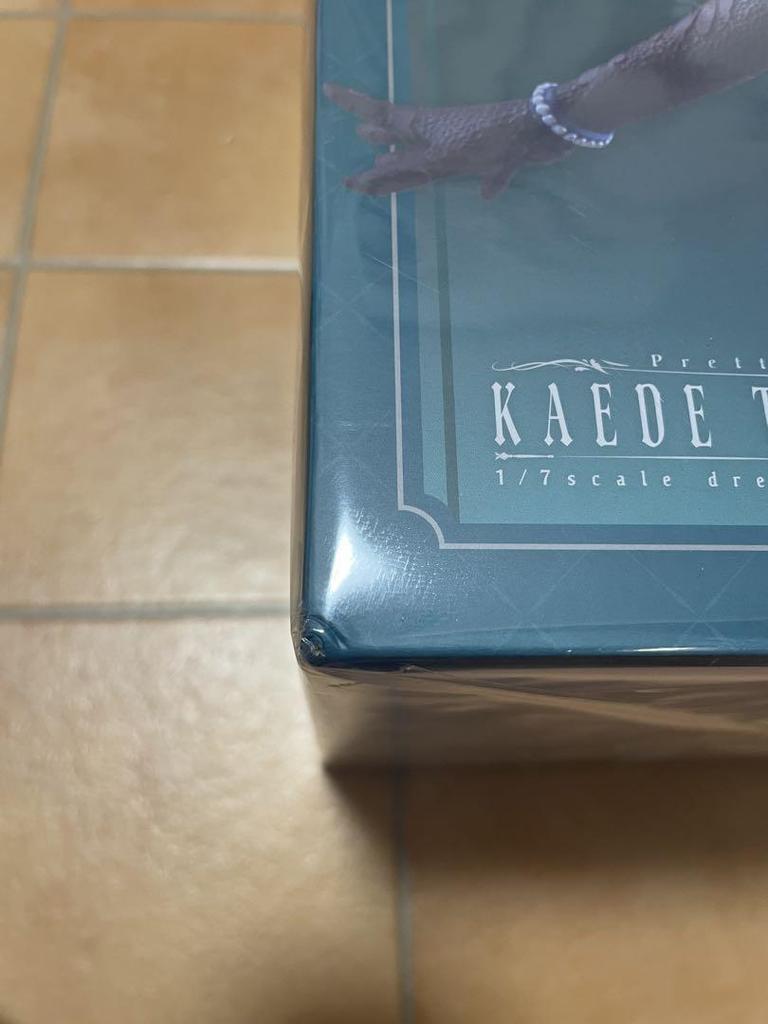 Prett
KAEDE T
1/7scale dre